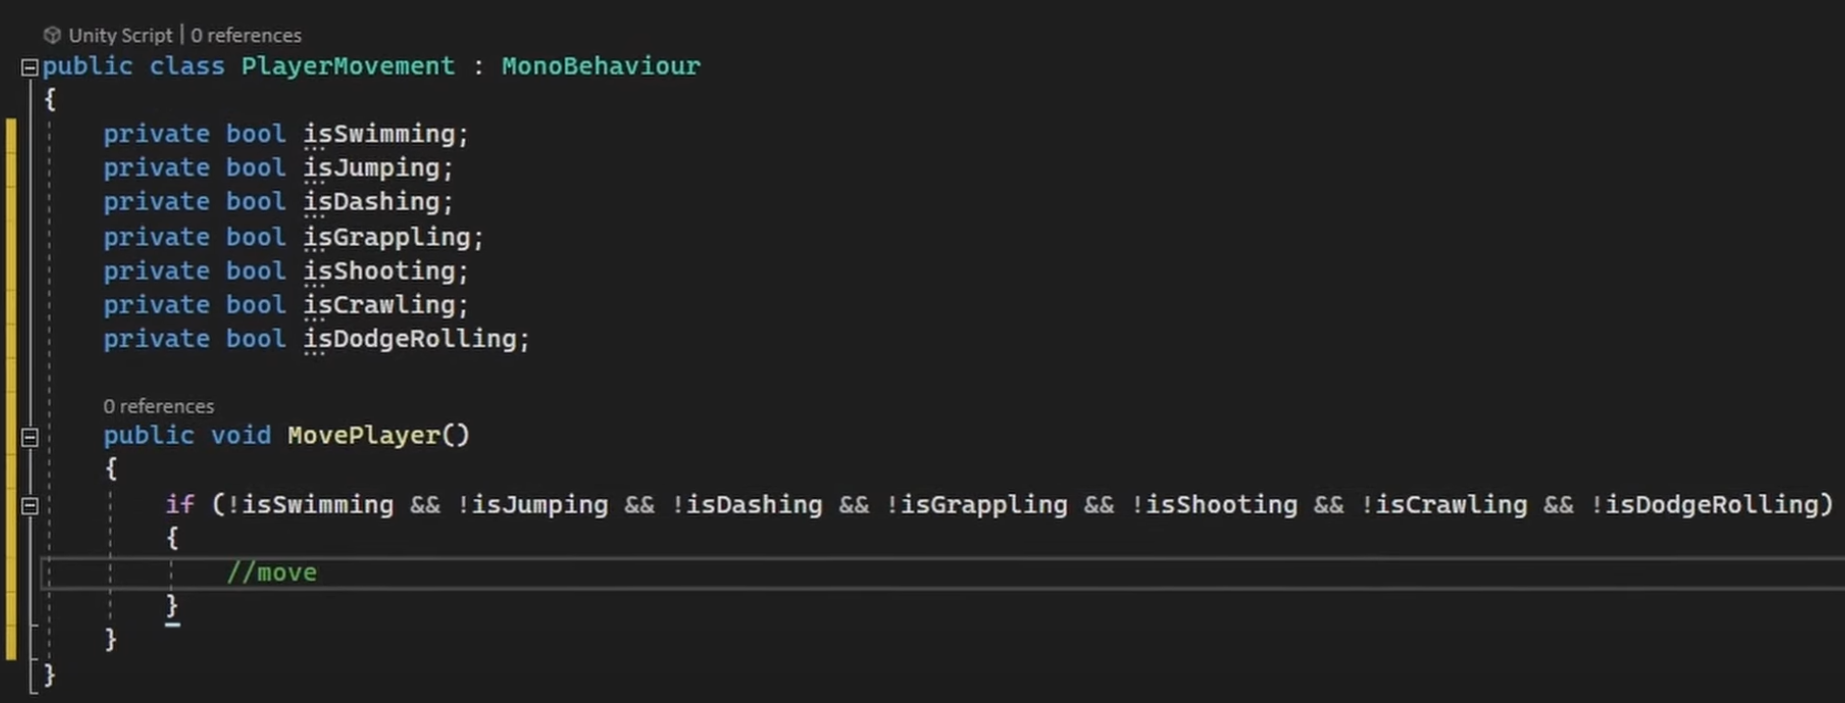 Unity Script | 0 references
public class PlayerMovement : MonoBehaviour
{
private bool isSwimming;
private bool isJumping;
private bool isDashing;
private bool isGrappling;
private bool isShooting;
private bool isCrawling;
private bool isDodgeRolling;
0 references
public void MovePlayer()
{
if (!isSwimming && !isJumping && !isDashing && !isGrappling && !isShooting && !isCrawling && !isDodgeRolling)
{
//move
}
}
}